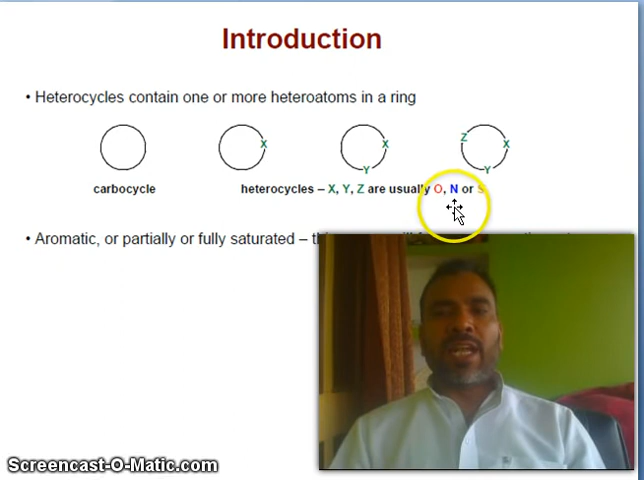 Introduction
• Heterocycles contain one or more heteroatoms in a ring
X X Z X
Y Y
carbocycle heterocycles – X, Y, Z are usually O, N or S
• Aromatic, or partially or fully saturated –
Screencast-O-Matic.com